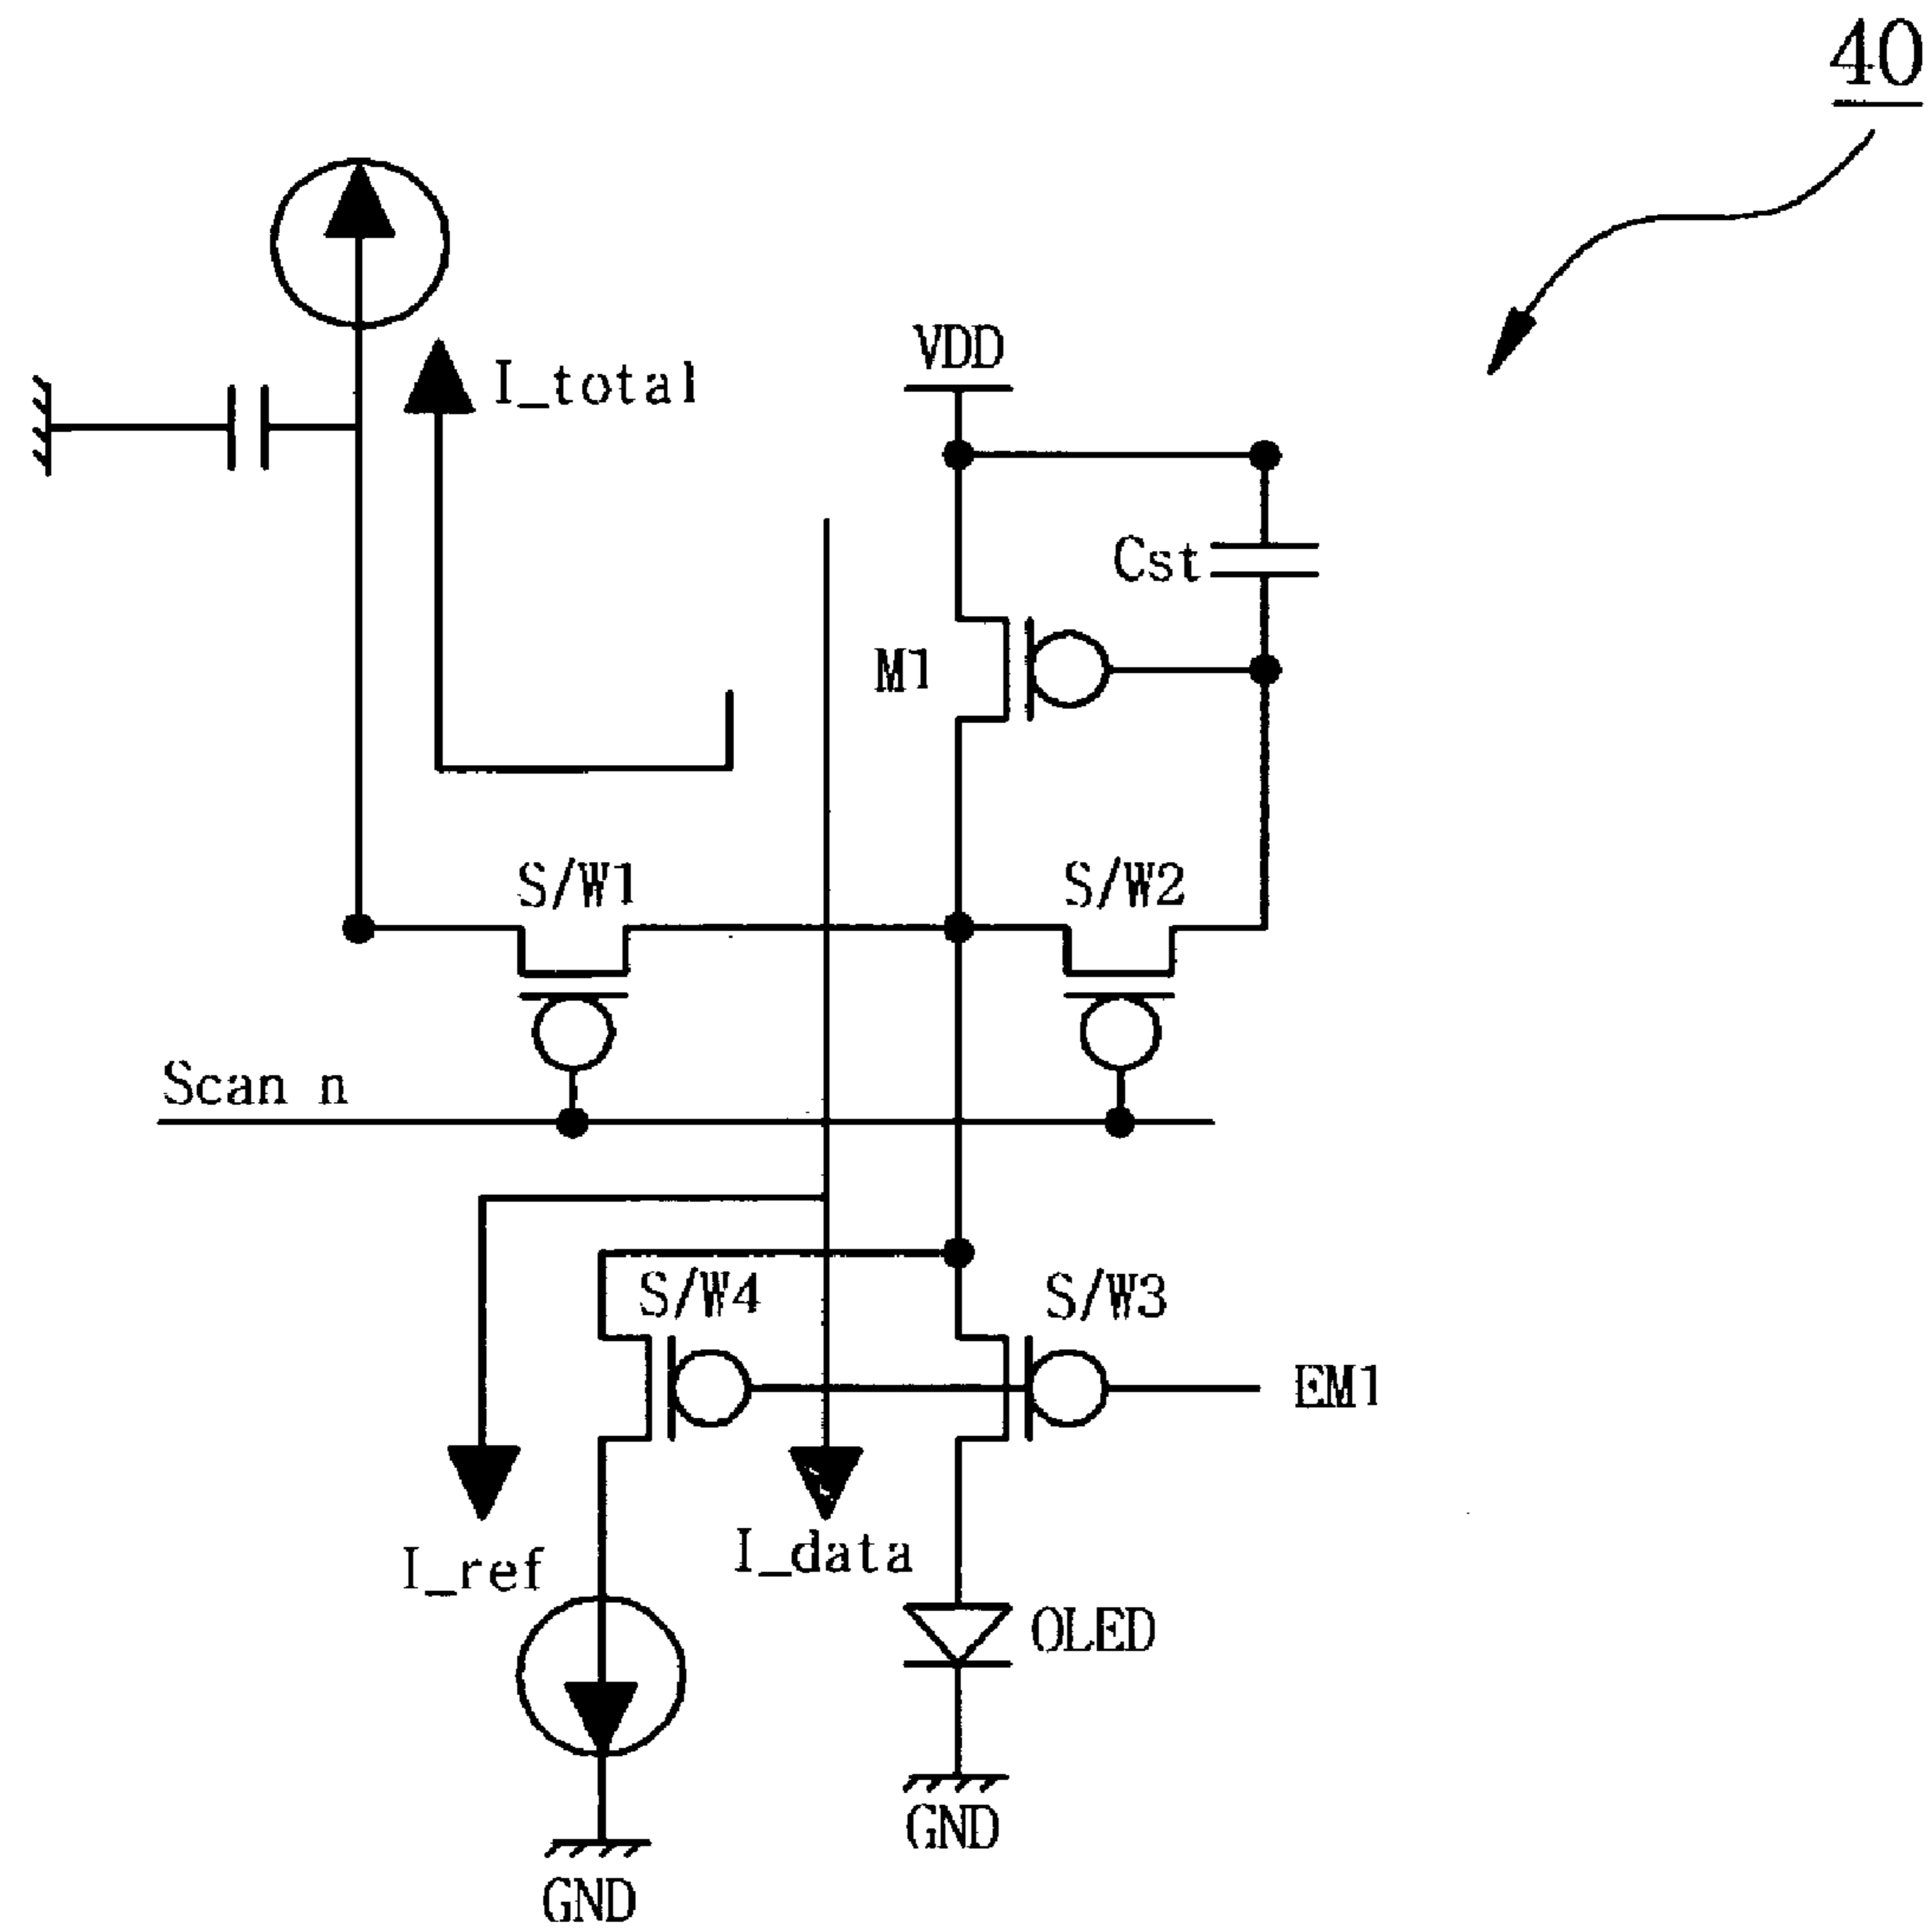 40
I_total
VDD
Cst
M1
S/W1
S/W2
Scan n
S/W4
S/W3
EM1
I_ref
I_data
OLED
GND
GND